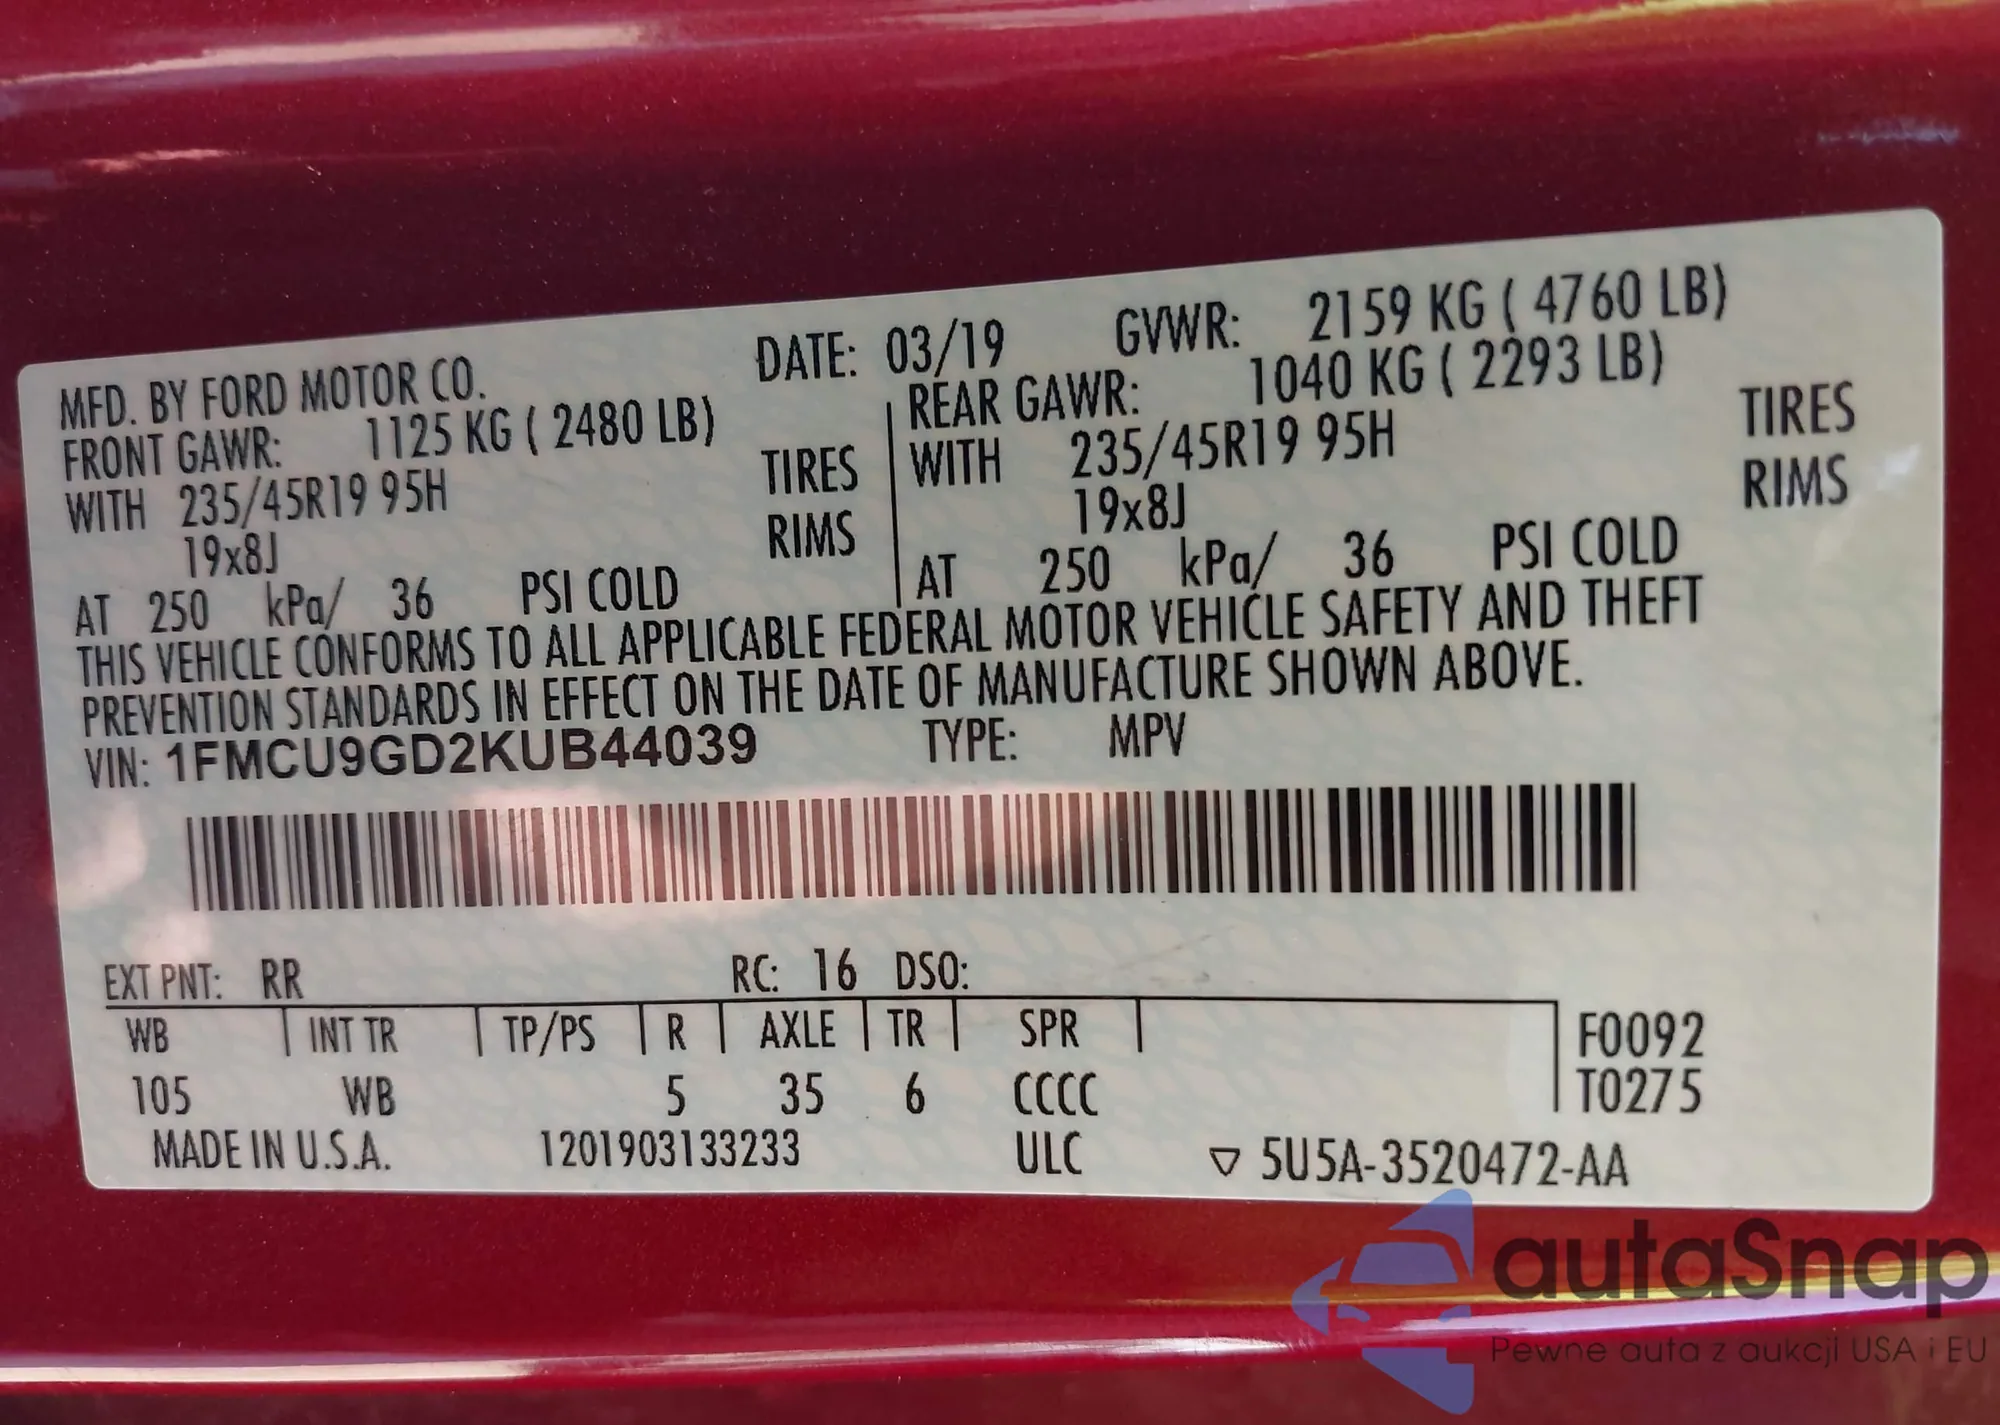 MFD. BY FORD MOTOR CO. DATE: 03/19 GVWR: 2159 KG ( 4760 LB)
FRONT GAWR: 1125 KG ( 2480 LB) REAR GAWR: 1040 KG ( 2293 LB)
WITH 235/45R19 95H TIRES WITH 235/45R19 95H TIRES
19x8J RIMS 19x8J RIMS
AT 250 kPa/ 36 PSI COLD AT 250 kPa/ 36 PSI COLD
THIS VEHICLE CONFORMS TO ALL APPLICABLE FEDERAL MOTOR VEHICLE SAFETY AND THEFT
PREVENTION STANDARDS IN EFFECT ON THE DATE OF MANUFACTURE SHOWN ABOVE.
VIN: 1FMCU9GD2KUB44039 TYPE: MPV
EXT PNT: RR RC: 16 DSO:
WB INT TR TP/PS R AXLE TR SPR F0092
105 WB 5 35 6 CCCC T0275
MADE IN U.S.A. 1201903133233 ULC ▽ 5U5A-3520472-AA
autaSnap
Pewne auta z aukcji USA i EU